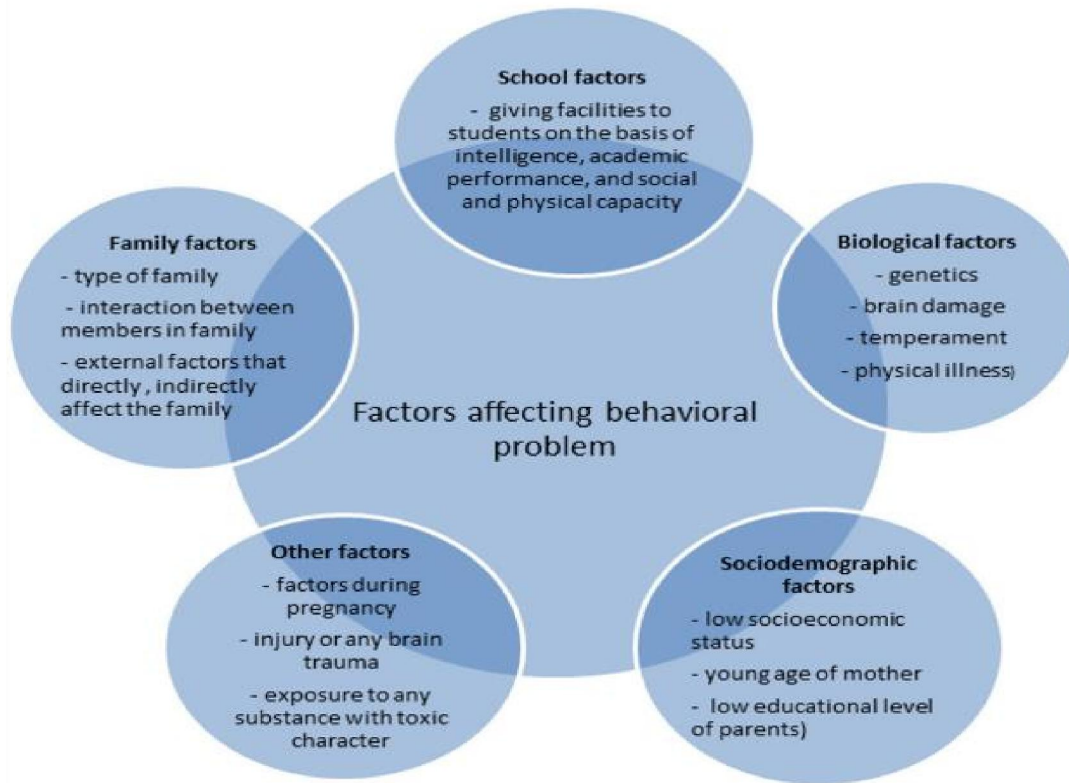 School factors
- giving facilities to
students on the basis of
intelligence, academic
performance, and social
and physical capacity
Family factors
- type of family
- interaction between
members in family
- external factors that
directly , indirectly
affect the family
Biological factors
- genetics
- brain damage
- temperament
- physical illness)
Factors affecting behavioral
problem
Other factors
- factors during
pregnancy
- injury or any brain
trauma
- exposure to any
substance with toxic
character
Sociodemographic
factors
- low socioeconomic
status
- young age of mother
- low educational level
of parents)